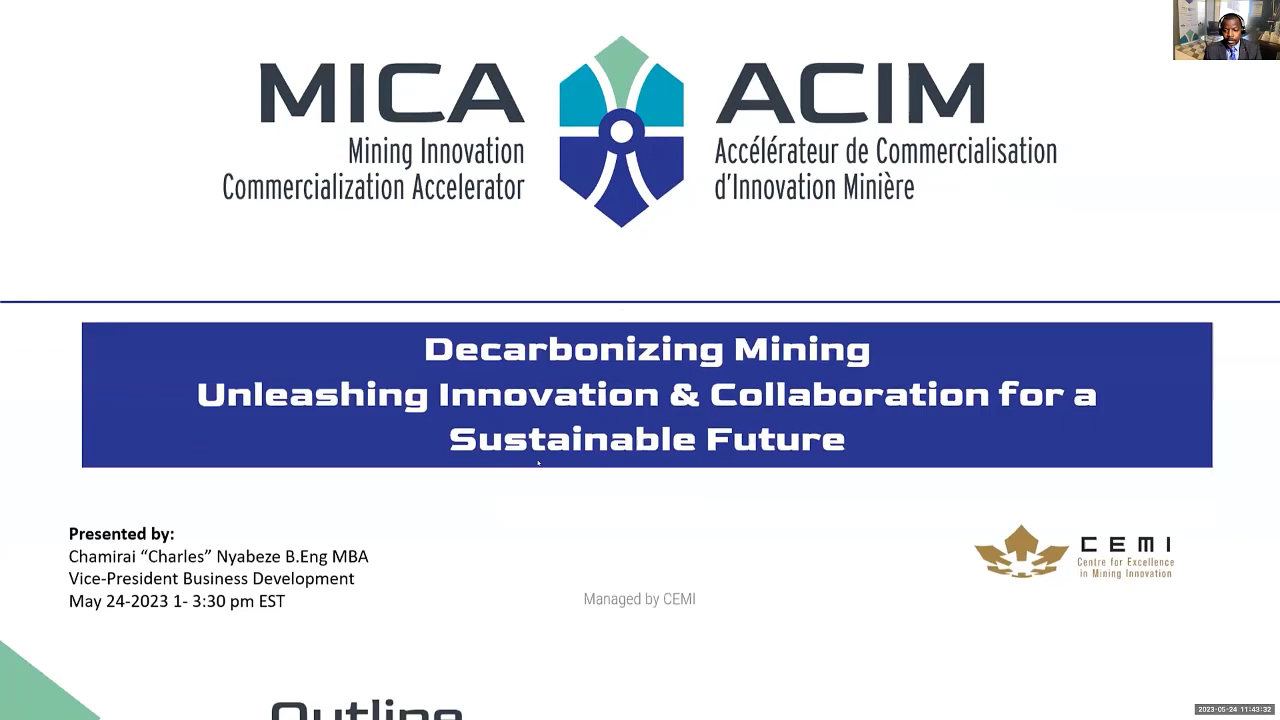 MICA
Mining Innovation
Commercialization Accelerator
ACIM
Accélérateur de Commercialisation
d'Innovation Minière
Decarbonizing Mining
Unleashing Innovation & Collaboration for a
Sustainable Future
Presented by:
Chamirai “Charles” Nyabeze B.Eng MBA
Vice-President Business Development
May 24-2023 1- 3:30 pm EST
Managed by CEMI
CEMI
Centre for Excellence
in Mining Innovation
Outline
2023-05-24 11:43:32